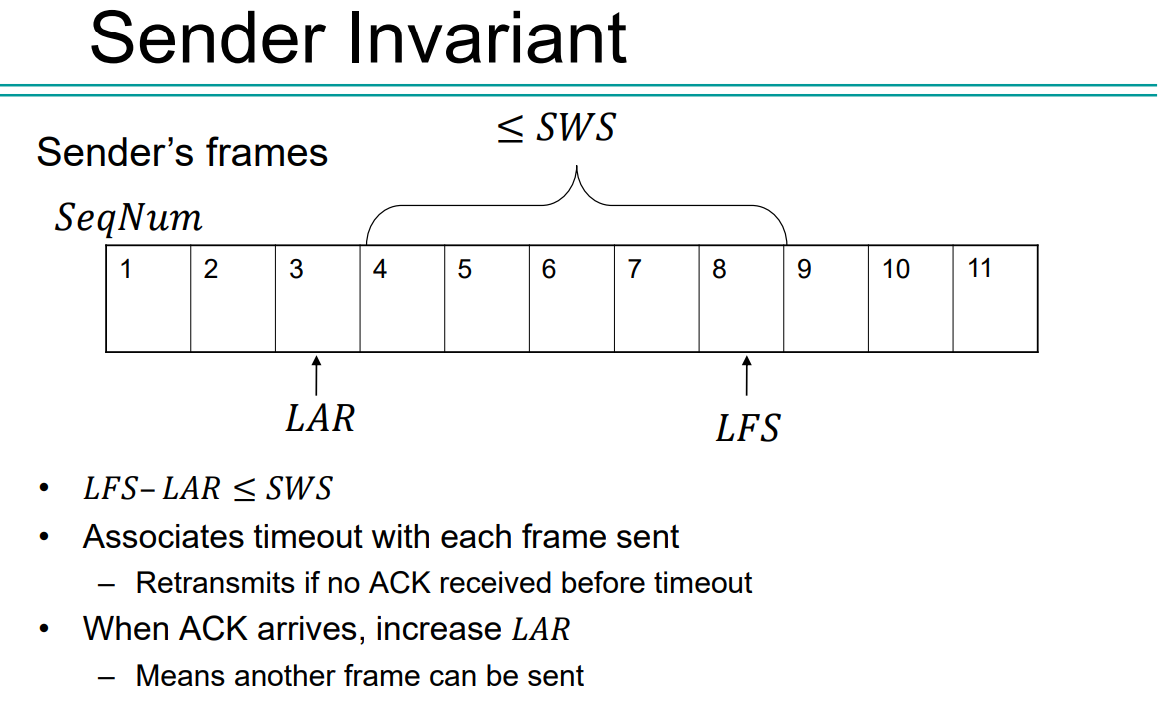 Sender Invariant
≤ SWS
Sender's frames
SeqNum
1 2 3 4 5 6 7 8 9 10 11
LAR
LFS
• LFS– LAR ≤ SWS
• Associates timeout with each frame sent
– Retransmits if no ACK received before timeout
• When ACK arrives, increase LAR
– Means another frame can be sent